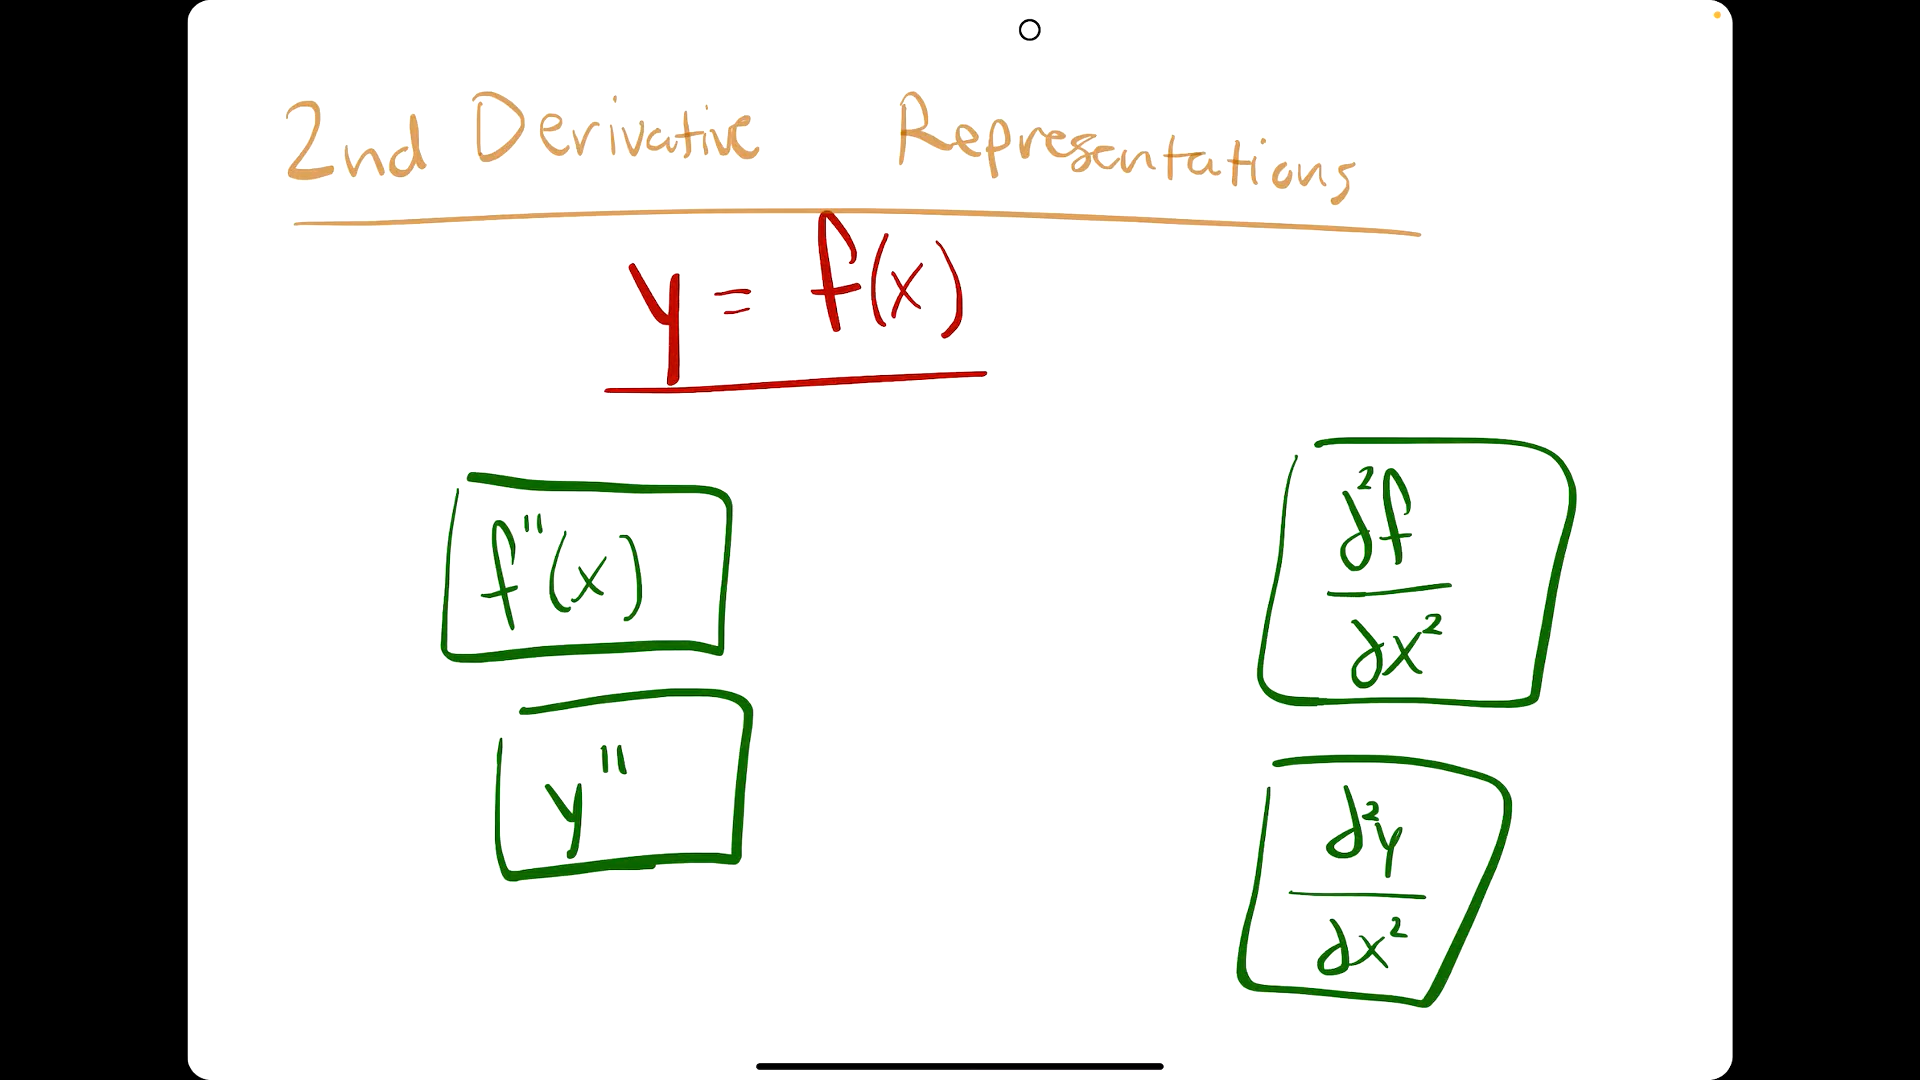 2nd Derivative Representations
y = f(x)
f"(x)
y"
d²f
dx²
d²y
dx²